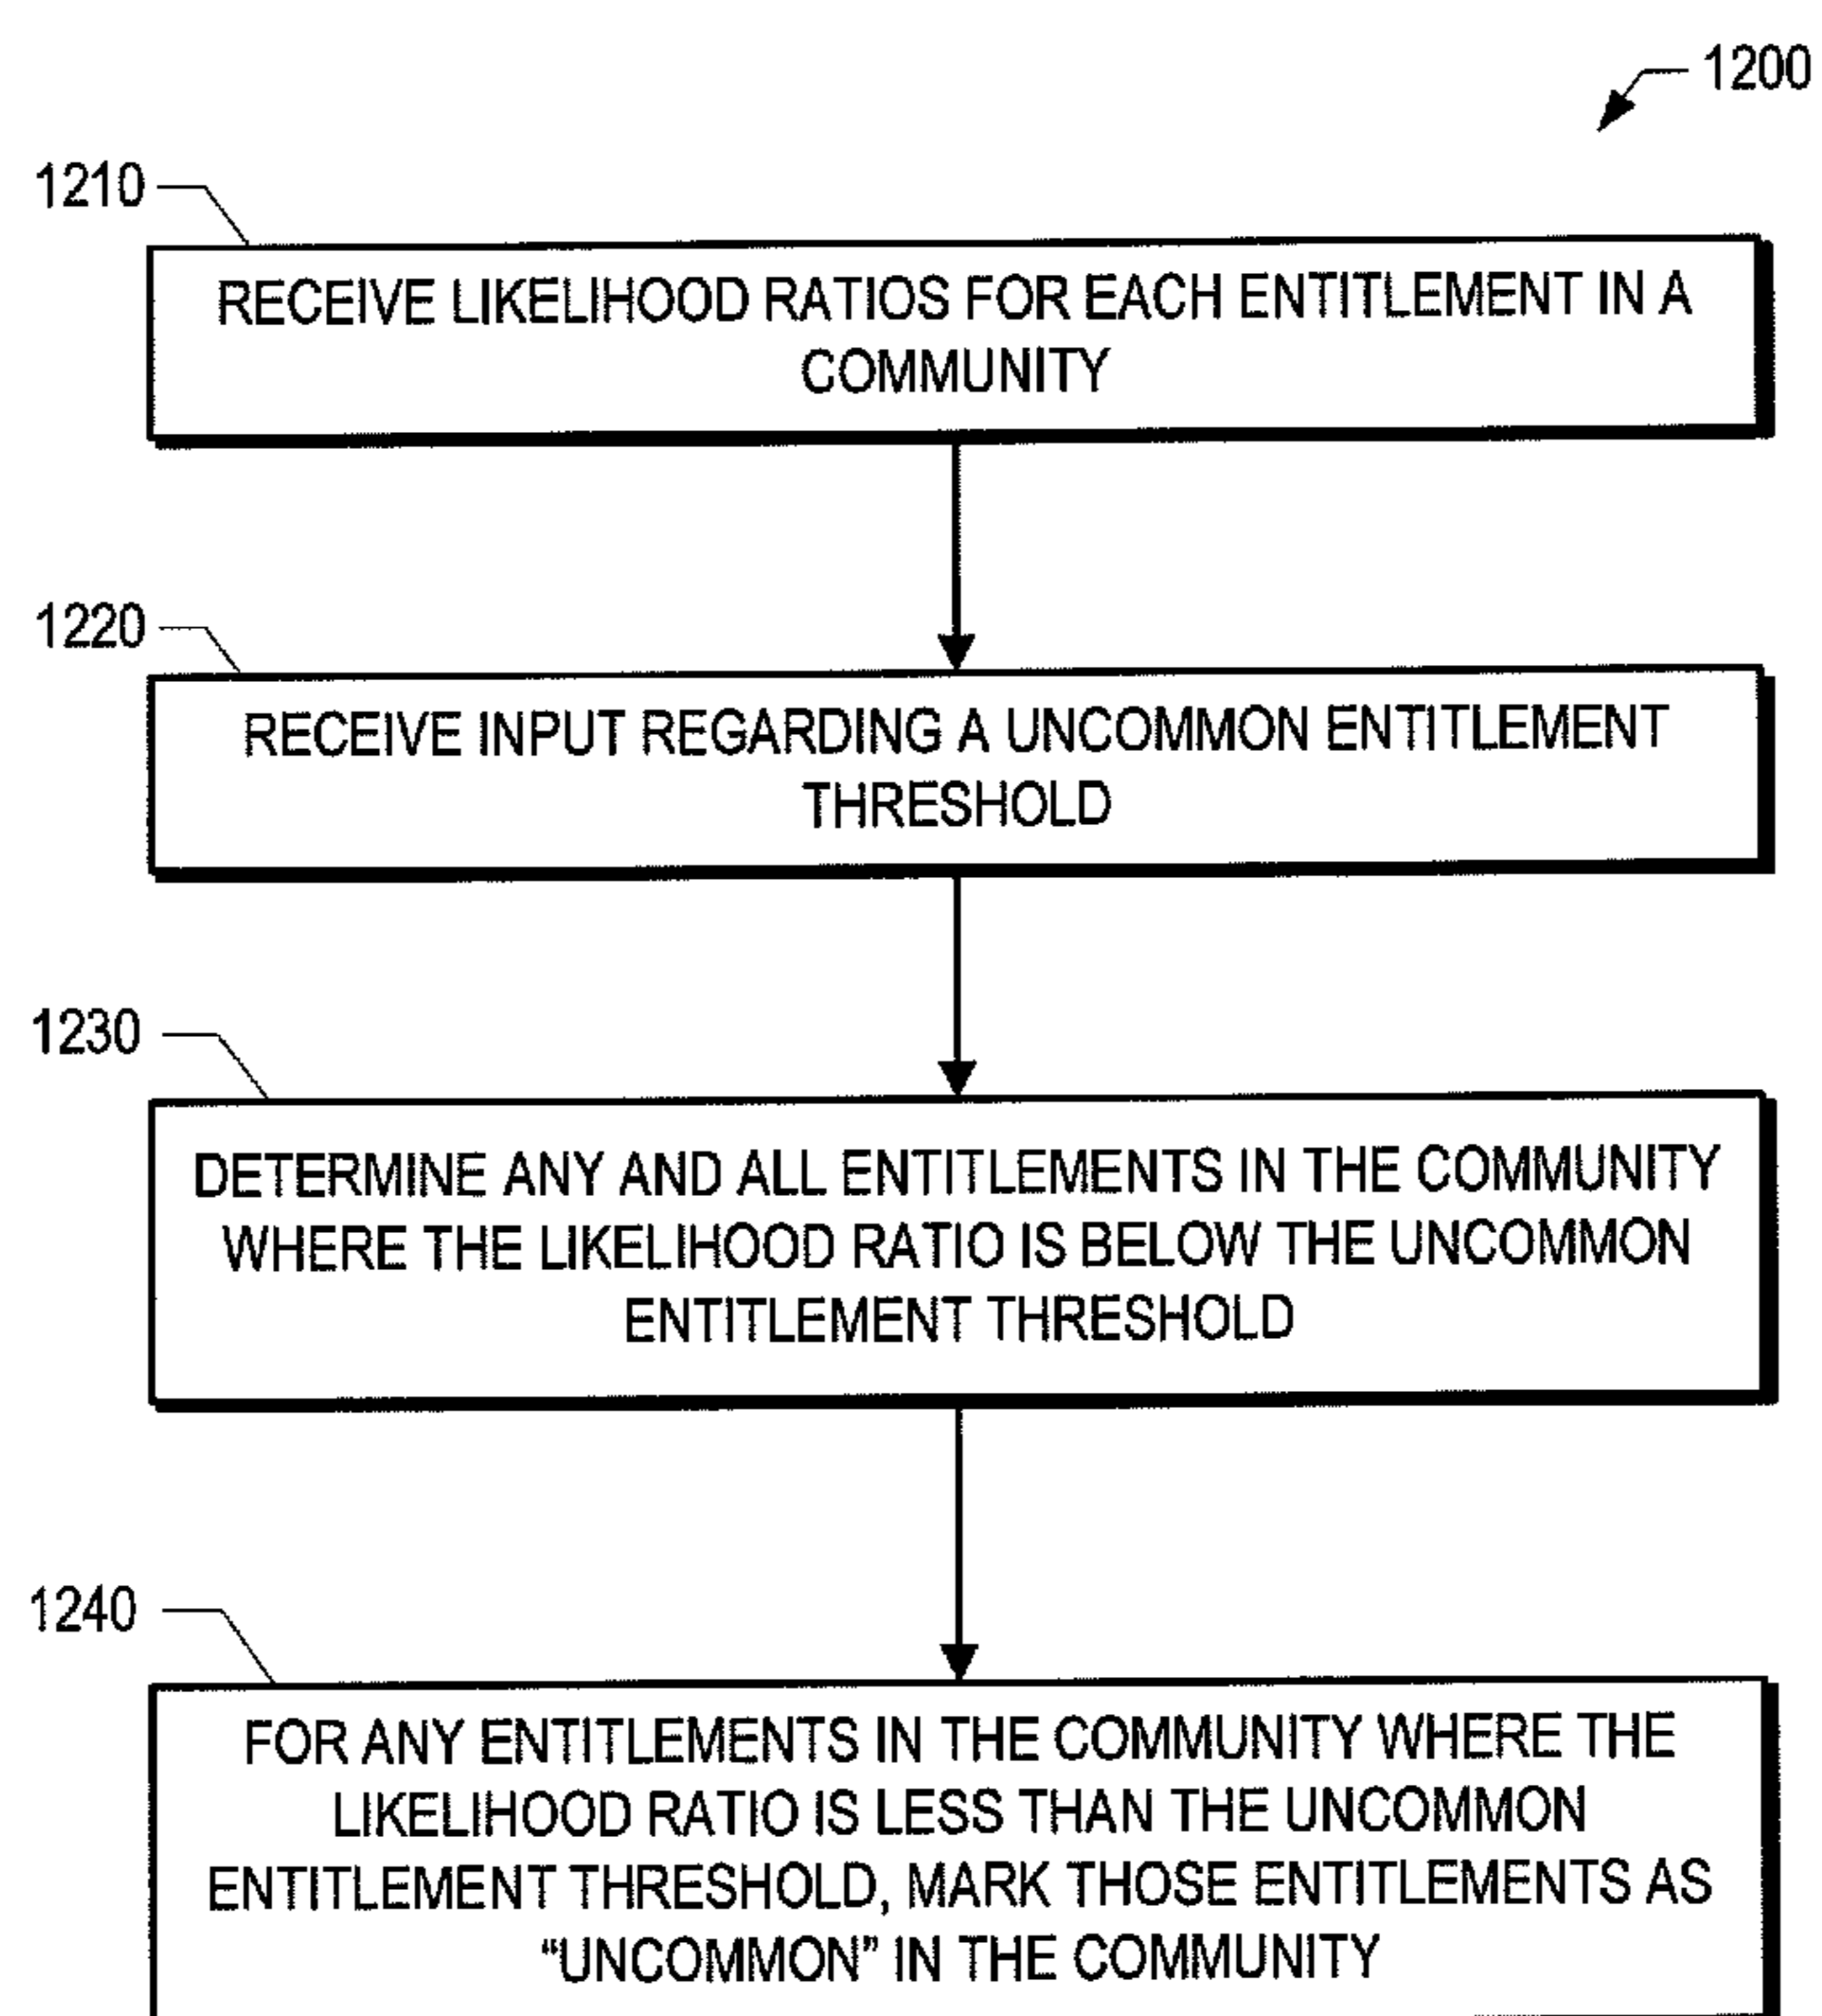 1200
1210
RECEIVE LIKELIHOOD RATIOS FOR EACH ENTITLEMENT IN A
COMMUNITY
1220
RECEIVE INPUT REGARDING A UNCOMMON ENTITLEMENT
THRESHOLD
1230
DETERMINE ANY AND ALL ENTITLEMENTS IN THE COMMUNITY
WHERE THE LIKELIHOOD RATIO IS BELOW THE UNCOMMON
ENTITLEMENT THRESHOLD
1240
FOR ANY ENTITLEMENTS IN THE COMMUNITY WHERE THE
LIKELIHOOD RATIO IS LESS THAN THE UNCOMMON
ENTITLEMENT THRESHOLD, MARK THOSE ENTITLEMENTS AS
“UNCOMMON” IN THE COMMUNITY